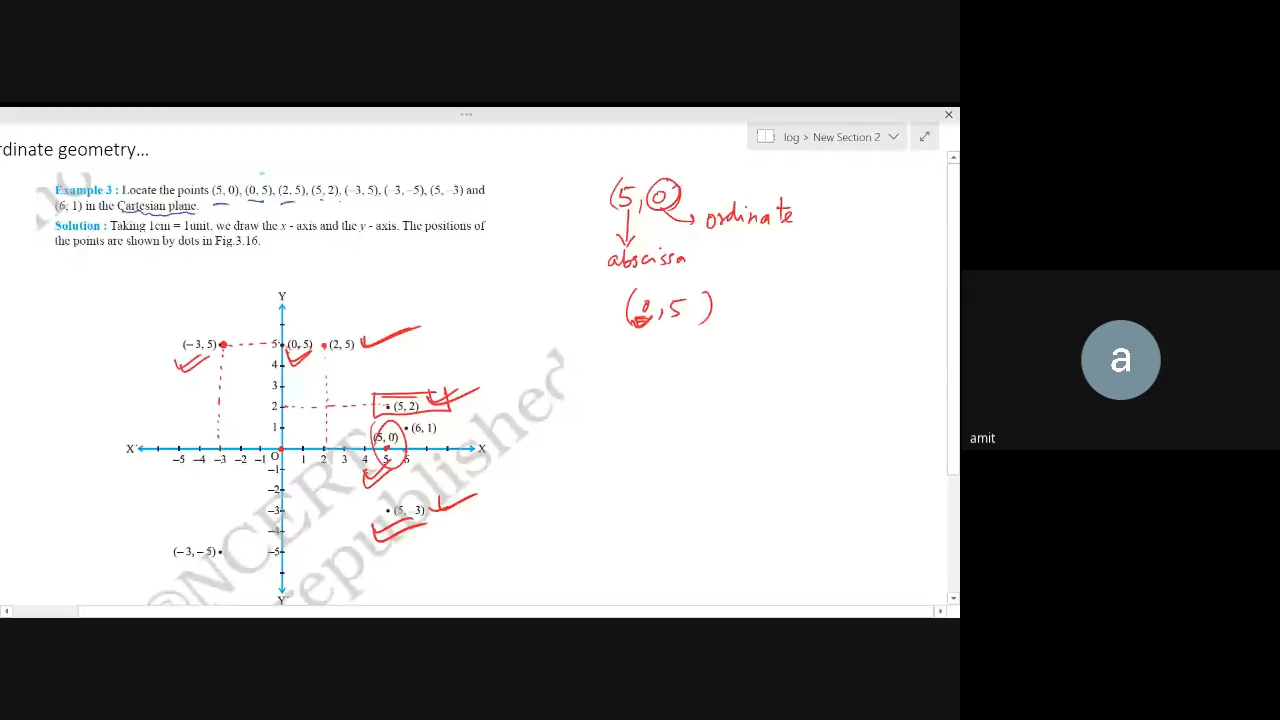 log > New Section 2
rdinate geometry...
Example 3 : Locate the points (5, 0), (0, 5), (2, 5), (5, 2), (–3, 5), (–3, –5), (5, –3) and
(6, 1) in the Cartesian plane.
Solution : Taking 1cm = 1unit, we draw the x - axis and the y - axis. The positions of
the points are shown by dots in Fig.3.16.
(5, 0)
ordinate
abscissa
(0, 5)
Y
(–3, 5) 5 (0, 5) (2, 5)
4
3
2 (5, 2)
1 (6, 1)
(5, 0)
X' X
–5 –4 –3 –2 –1 O 1 2 3 4 5 6
–1
–2
–3 (5, –3)
–4
(–3, –5) –5
Y'
©NCERT
republished
a
amit